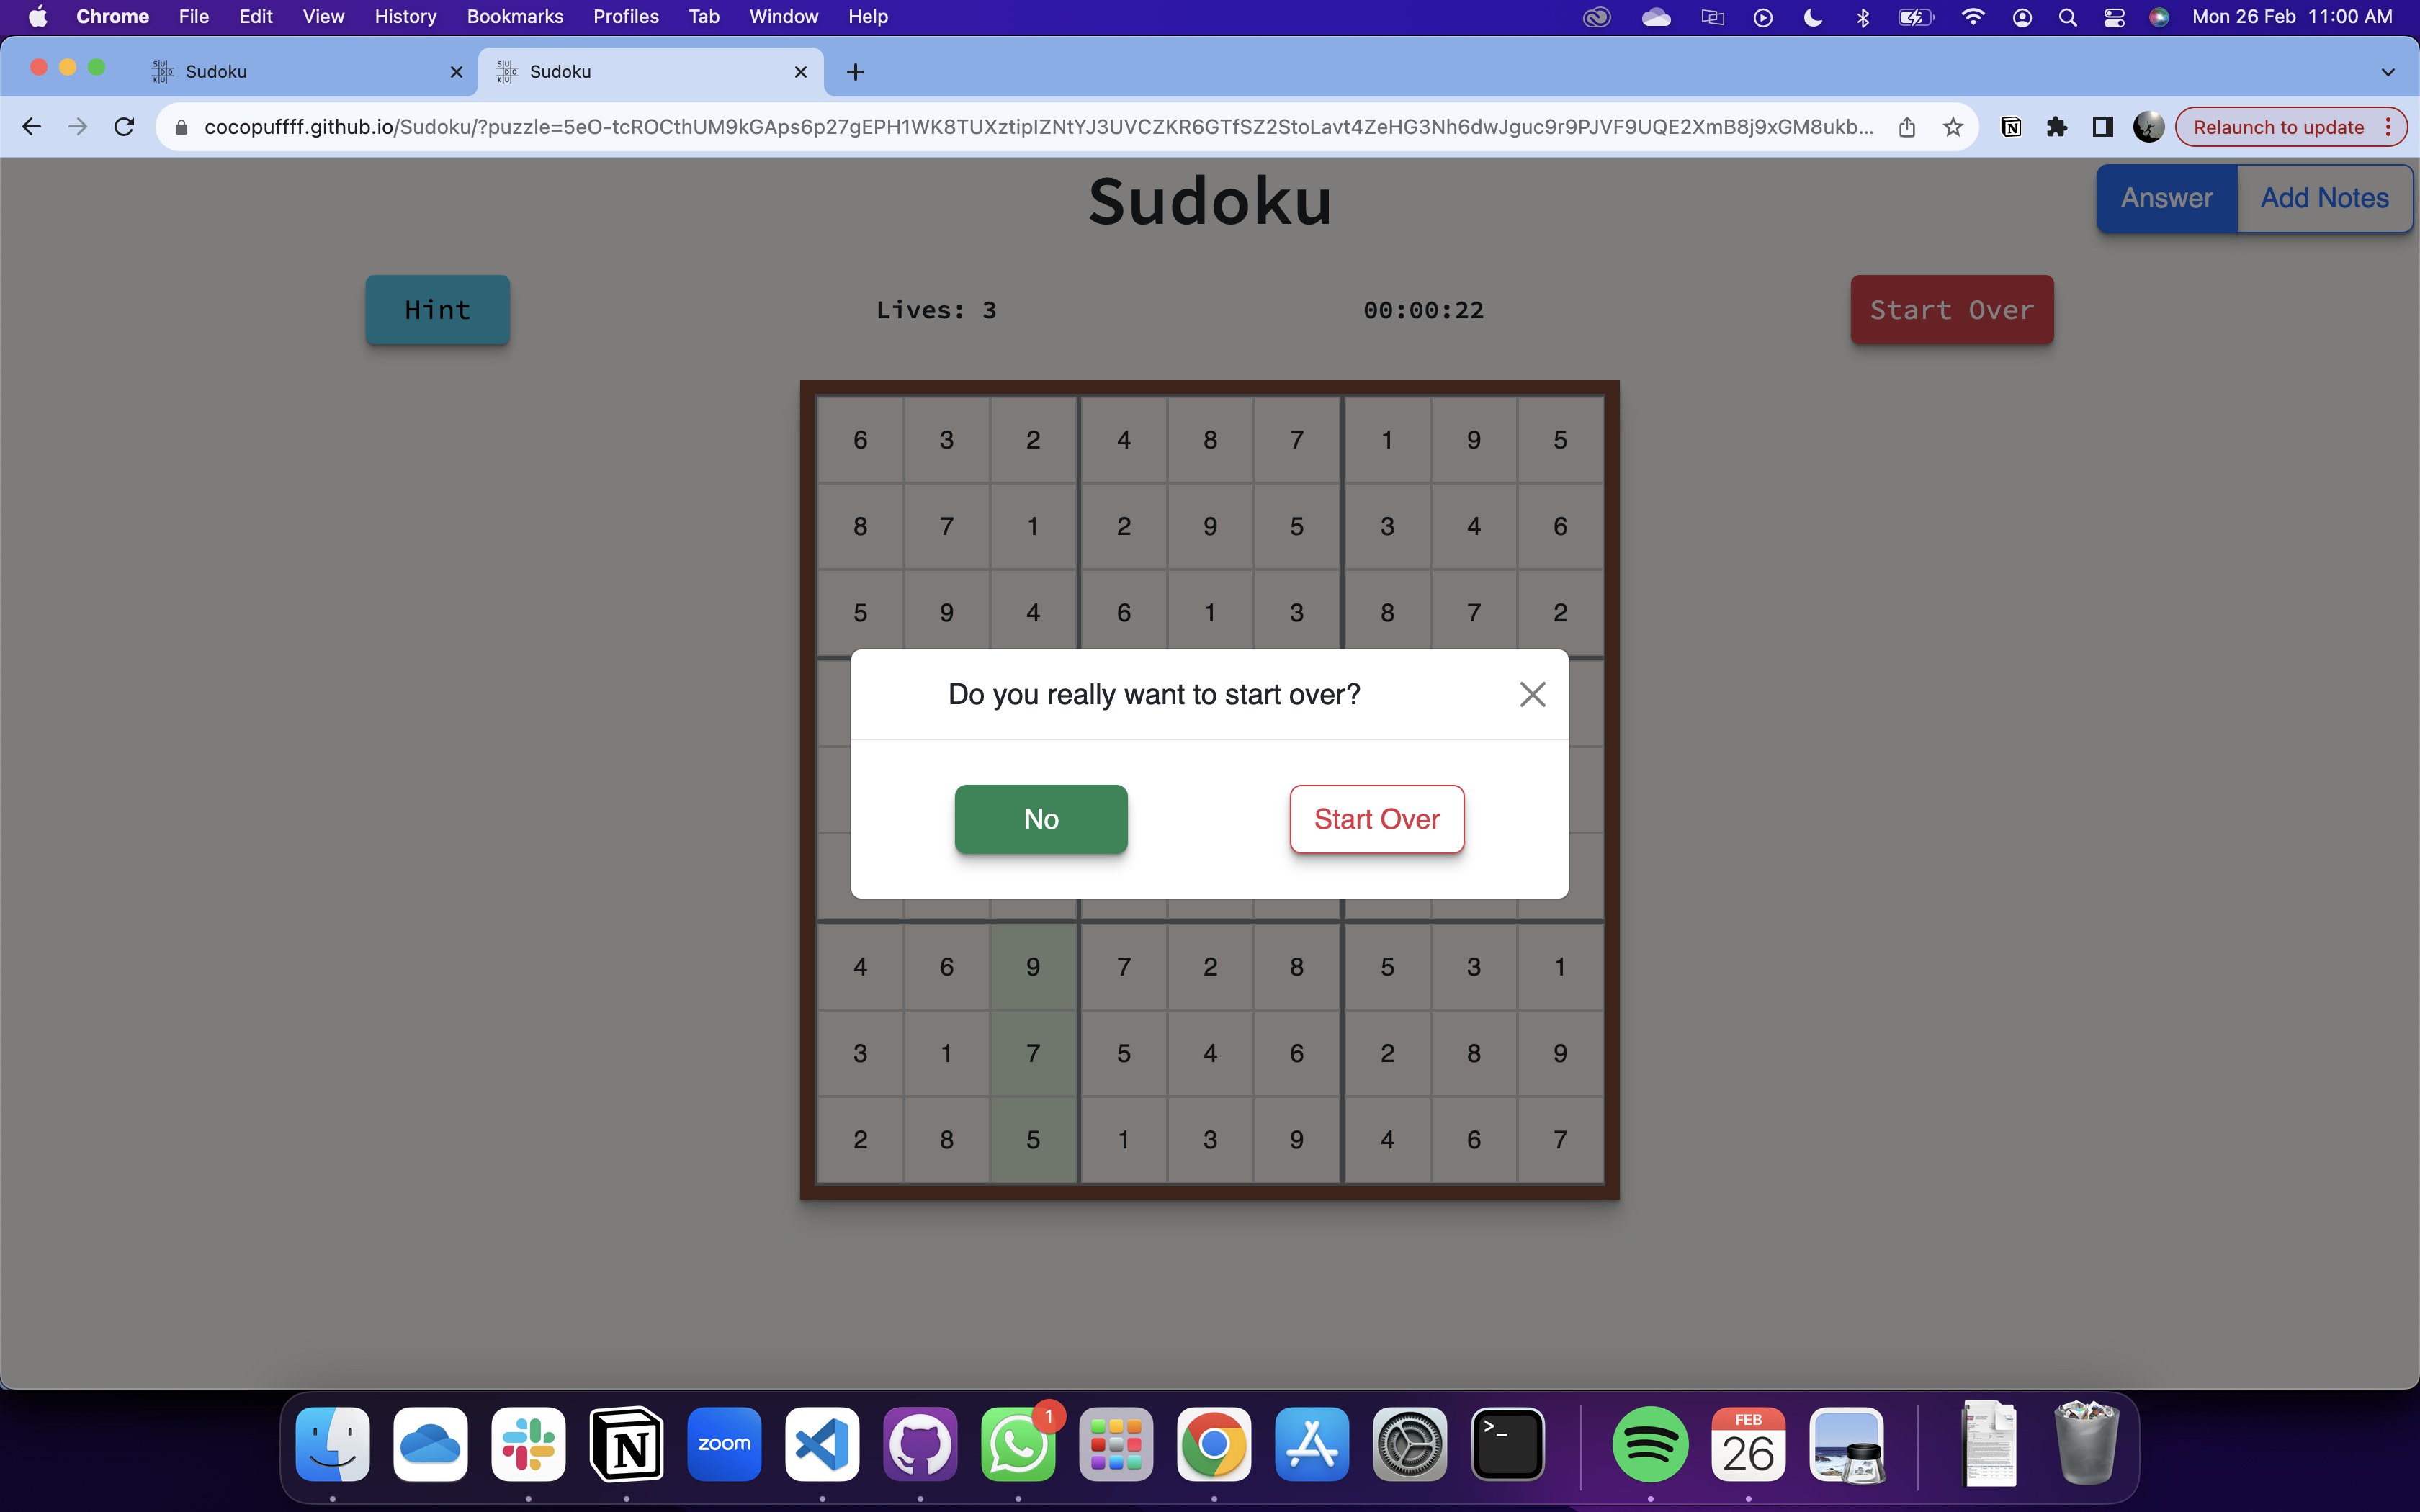 Chrome File Edit View History Bookmarks Profiles Tab Window Help Mon 26 Feb 11:00 AM
Sudoku Sudoku
cocopuffff.github.io/Sudoku/?puzzle=5eO-tcROCthUM9kGAps6p27gEPH1WK8TUXztipIZNtYJ3UVCZKR6GTfSZ2StoLavt4ZeHG3Nh6dwJguc9r9PJVF9UQE2XmB8j9xGM8ukb... Relaunch to update
Sudoku
Answer Add Notes
Hint Lives: 3 00:00:22 Start Over
6 3 2 4 8 7 1 9 5
8 7 1 2 9 5 3 4 6
5 9 4 6 1 3 8 7 2
Do you really want to start over?
No Start Over
4 6 9 7 2 8 5 3 1
3 1 7 5 4 6 2 8 9
2 8 5 1 3 9 4 6 7
zoom
1
FEB
26